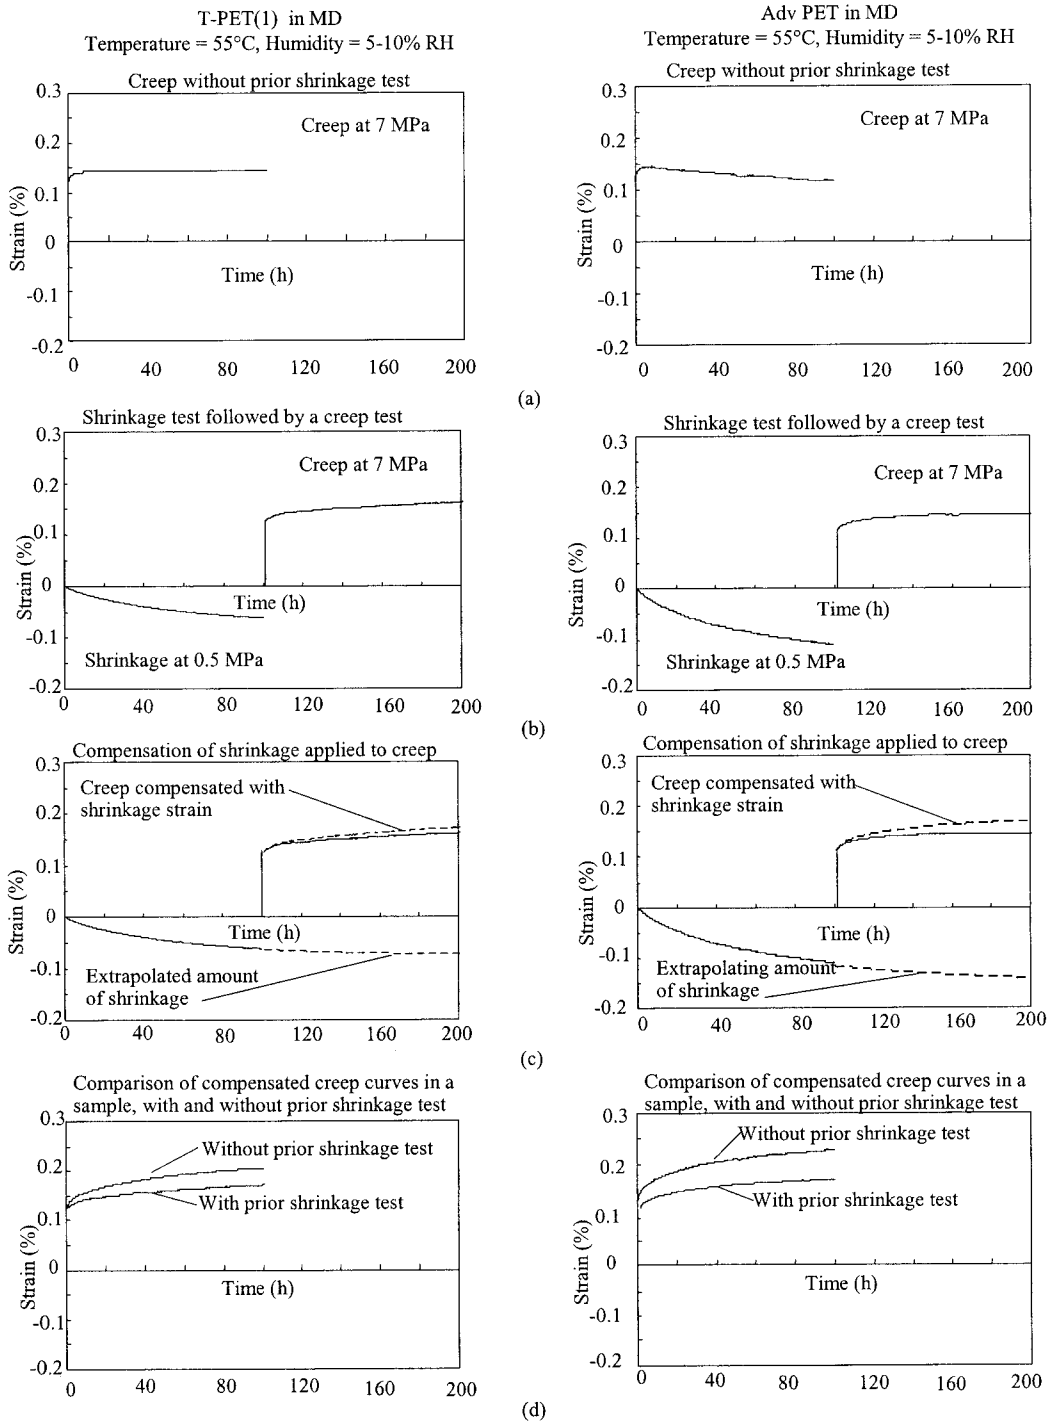 T-PET(1) in MD
Temperature = 55°C, Humidity = 5-10% RH
Creep without prior shrinkage test
0.3
0.2
0.1
0
-0.1
-0.2
Strain (%)
Creep at 7 MPa
Time (h)
0 40 80 120 160 200
Adv PET in MD
Temperature = 55°C, Humidity = 5-10% RH
Creep without prior shrinkage test
0.3
0.2
0.1
0
-0.1
-0.2
Strain (%)
Creep at 7 MPa
Time (h)
0 40 80 120 160 200
(a)
Shrinkage test followed by a creep test
0.3
0.2
0.1
0
-0.1
-0.2
Strain (%)
Creep at 7 MPa
Time (h)
Shrinkage at 0.5 MPa
0 40 80 120 160 200
Shrinkage test followed by a creep test
0.3
0.2
0.1
0
-0.1
-0.2
Strain (%)
Creep at 7 MPa
Time (h)
Shrinkage at 0.5 MPa
0 40 80 120 160 200
(b)
Compensation of shrinkage applied to creep
0.3
0.2
0.1
0
-0.1
-0.2
Strain (%)
Creep compensated with
shrinkage strain
Time (h)
Extrapolated amount
of shrinkage
0 40 80 120 160 200
Compensation of shrinkage applied to creep
0.3
0.2
0.1
0
-0.1
-0.2
Strain (%)
Creep compensated with
shrinkage strain
Time (h)
Extrapolating amount
of shrinkage
0 40 80 120 160 200
(c)
Comparison of compensated creep curves in a
sample, with and without prior shrinkage test
0.3
0.2
0.1
0
-0.1
-0.2
Strain (%)
Without prior shrinkage test
With prior shrinkage test
Time (h)
0 40 80 120 160 200
Comparison of compensated creep curves in a
sample, with and without prior shrinkage test
0.3
0.2
0.1
0
-0.1
-0.2
Strain (%)
Without prior shrinkage test
With prior shrinkage test
Time (h)
0 40 80 120 160 200
(d)